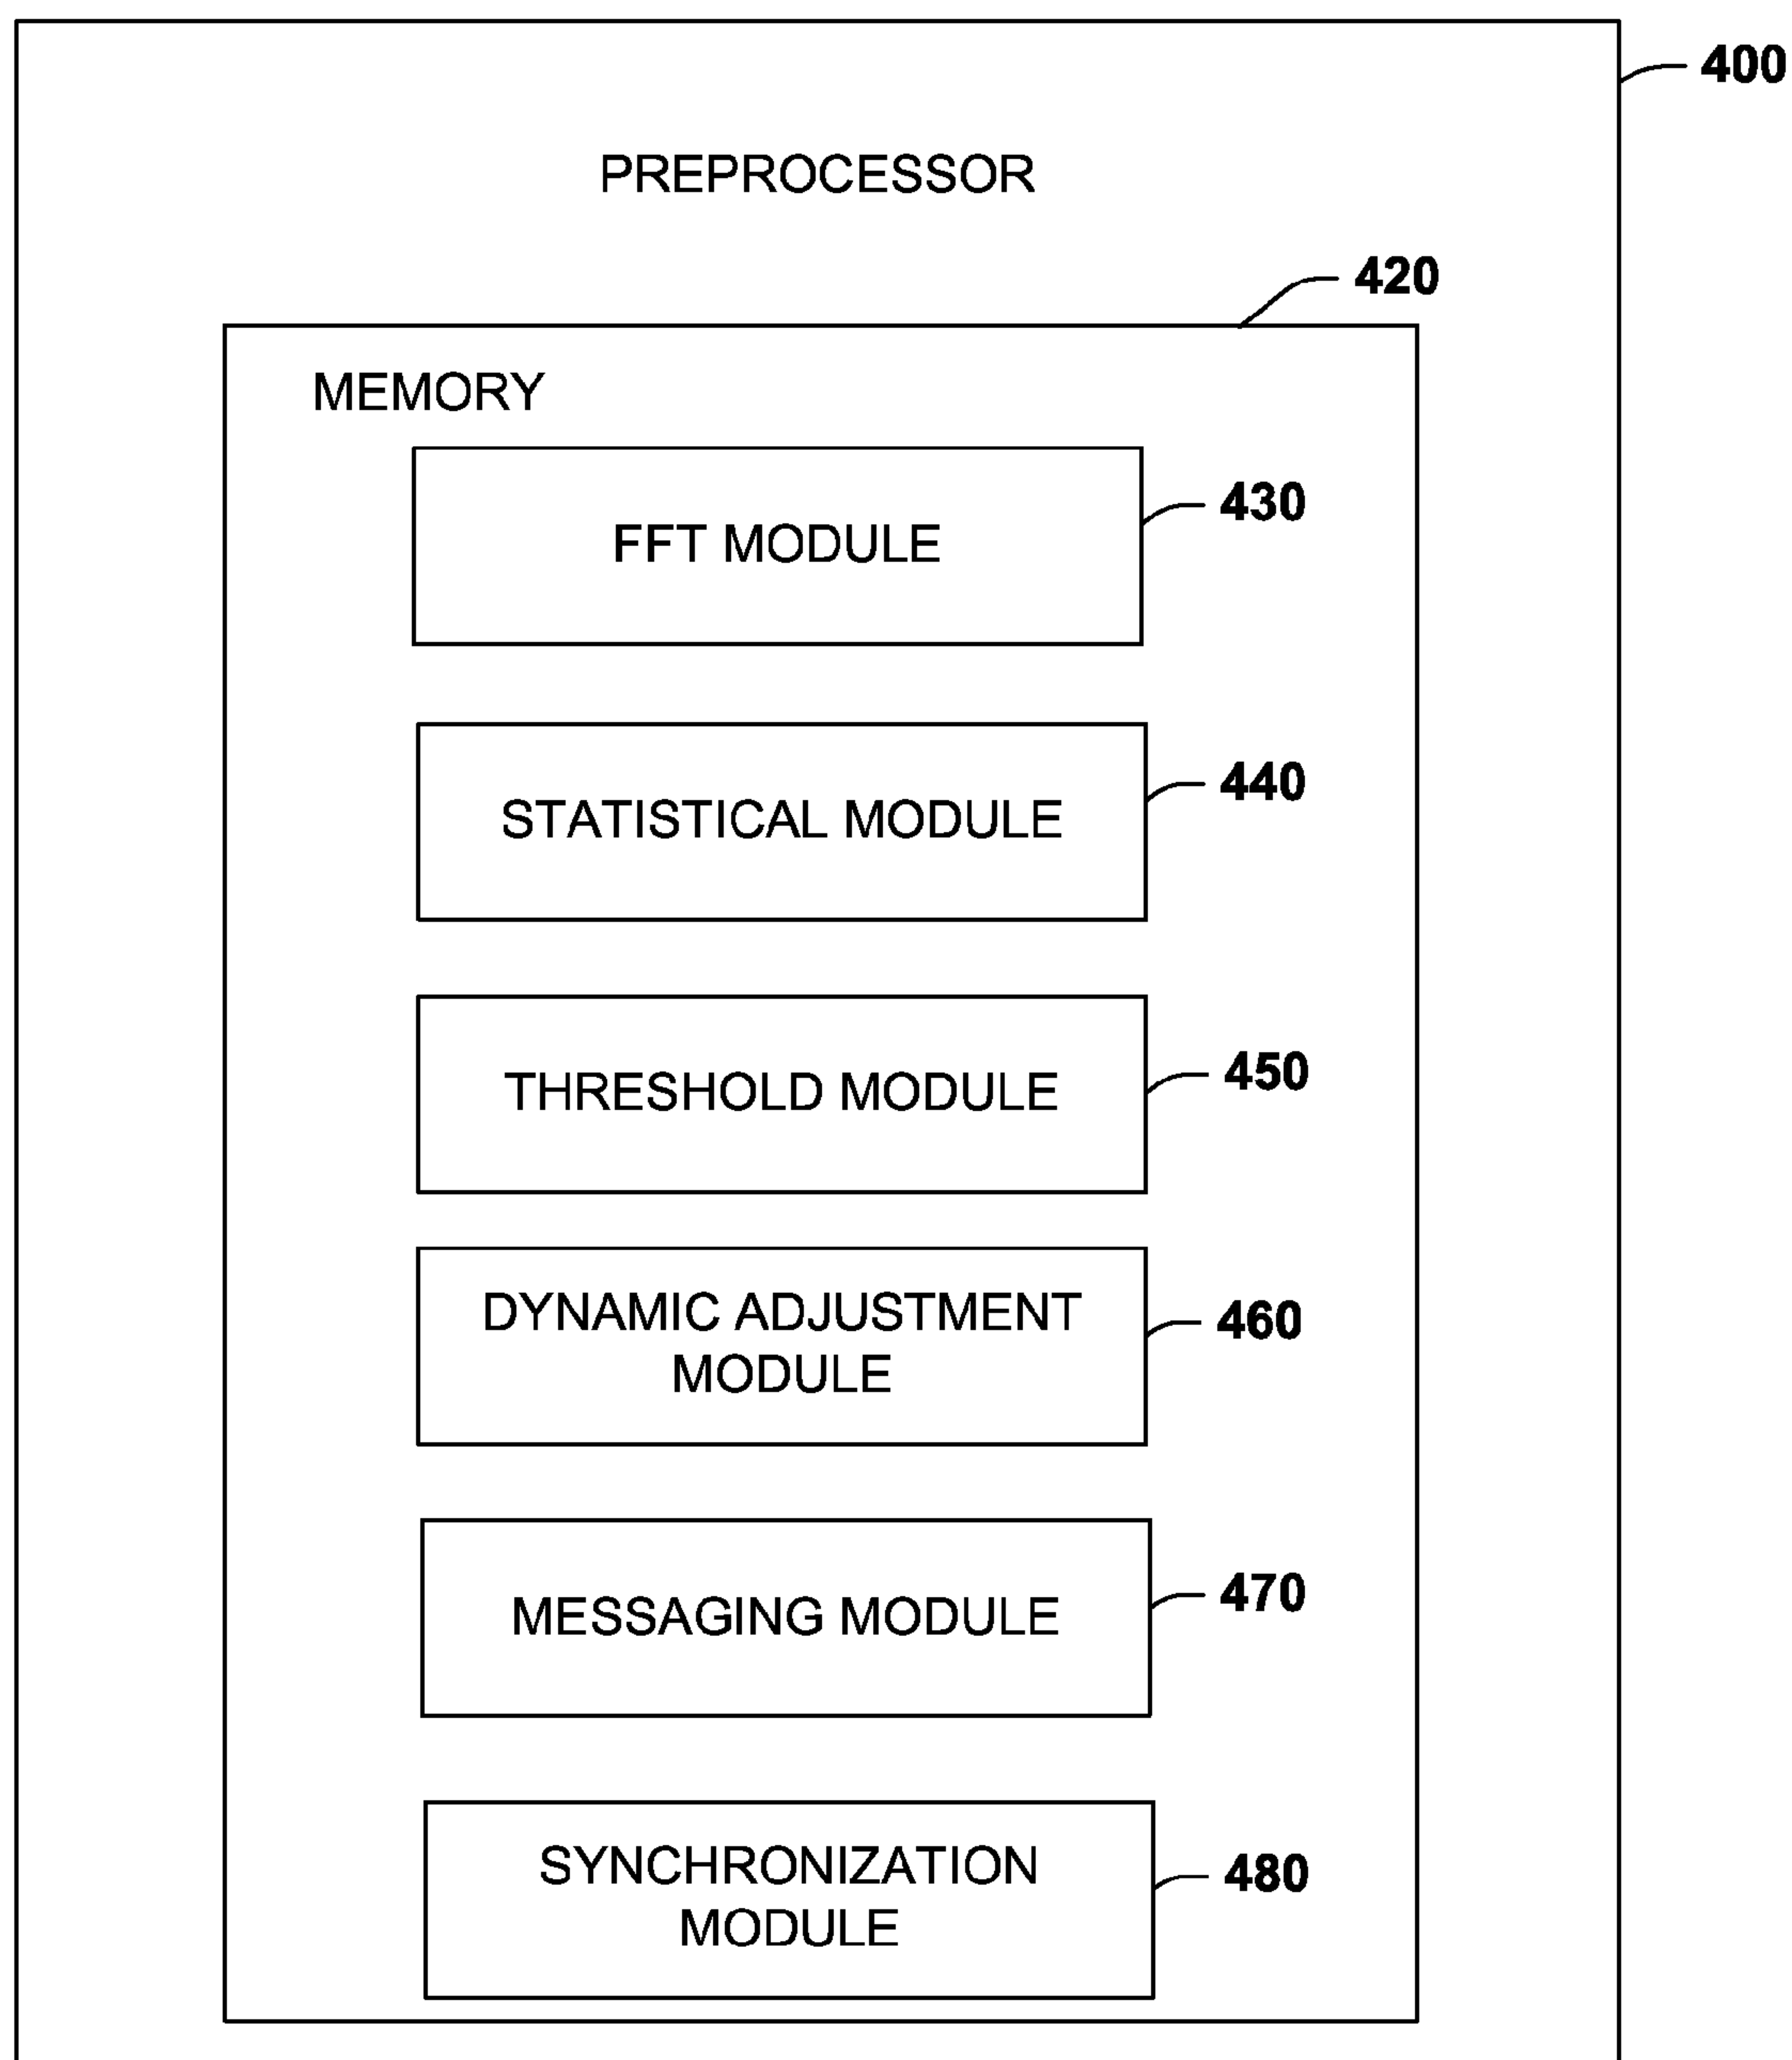 400
PREPROCESSOR
420
MEMORY
FFT MODULE
430
STATISTICAL MODULE
440
THRESHOLD MODULE
450
DYNAMIC ADJUSTMENT
MODULE
460
MESSAGING MODULE
470
SYNCHRONIZATION
MODULE
480